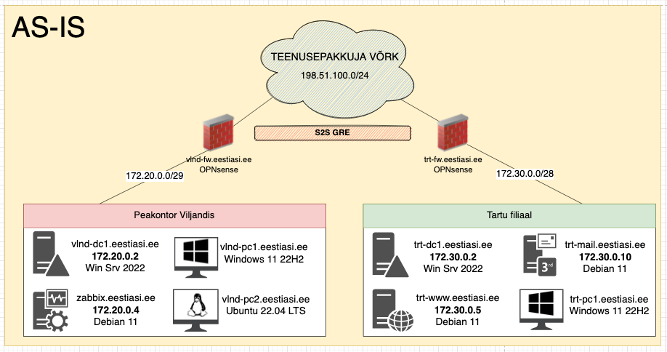 AS-IS
TEENUSEPAKKUJA VÕRK
198.51.100.0/24
S2S GRE
vlnd-fw.eestiasi.ee
OPNsense
trt-fw.eestiasi.ee
OPNsense
172.20.0.0/29
172.30.0.0/28
Peakontor Viljandis
vlnd-dc1.eestiasi.ee
172.20.0.2
Win Srv 2022
vlnd-pc1.eestiasi.ee
Windows 11 22H2
zabbix.eestiasi.ee
172.20.0.4
Debian 11
vlnd-pc2.eestiasi.ee
Ubuntu 22.04 LTS
Tartu filiaal
trt-dc1.eestiasi.ee
172.30.0.2
Win Srv 2022
3rd
trt-mail.eestiasi.ee
172.30.0.10
Debian 11
trt-www.eestiasi.ee
172.30.0.5
Debian 11
trt-pc1.eestiasi.ee
Windows 11 22H2